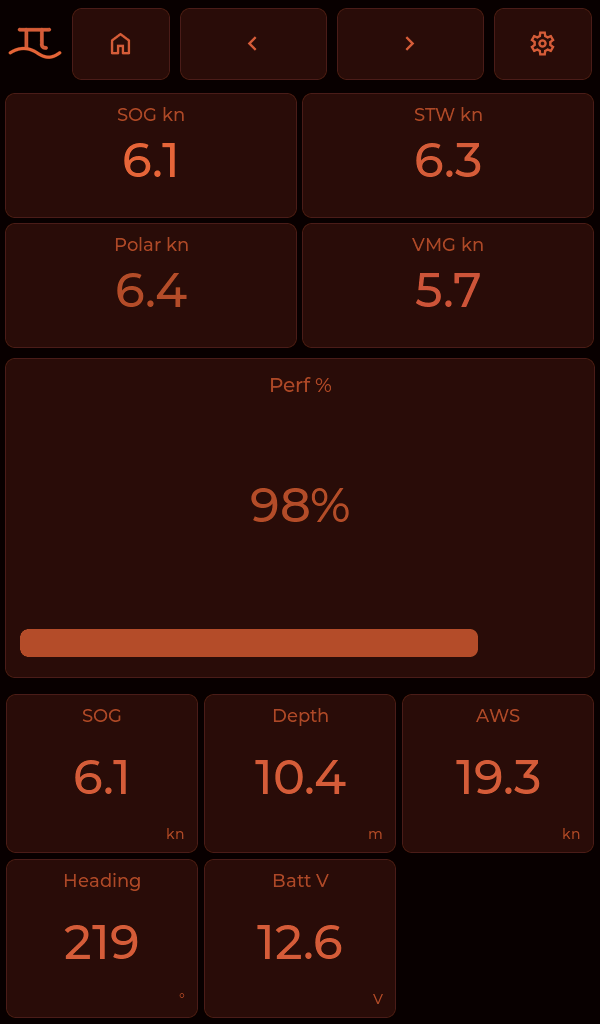 SOG kn
6.1
STW kn
6.3
Polar kn
6.4
VMG kn
5.7
Perf %
98%
SOG
6.1
kn
Depth
10.4
m
AWS
19.3
kn
Heading
219
°
Batt V
12.6
V